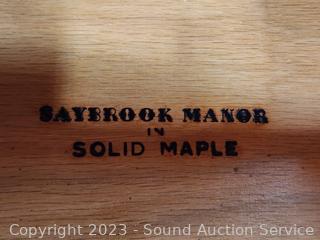 SAYBROOK MANOR
IN
SOLID MAPLE
Copyright 2023 - Sound Auction Service